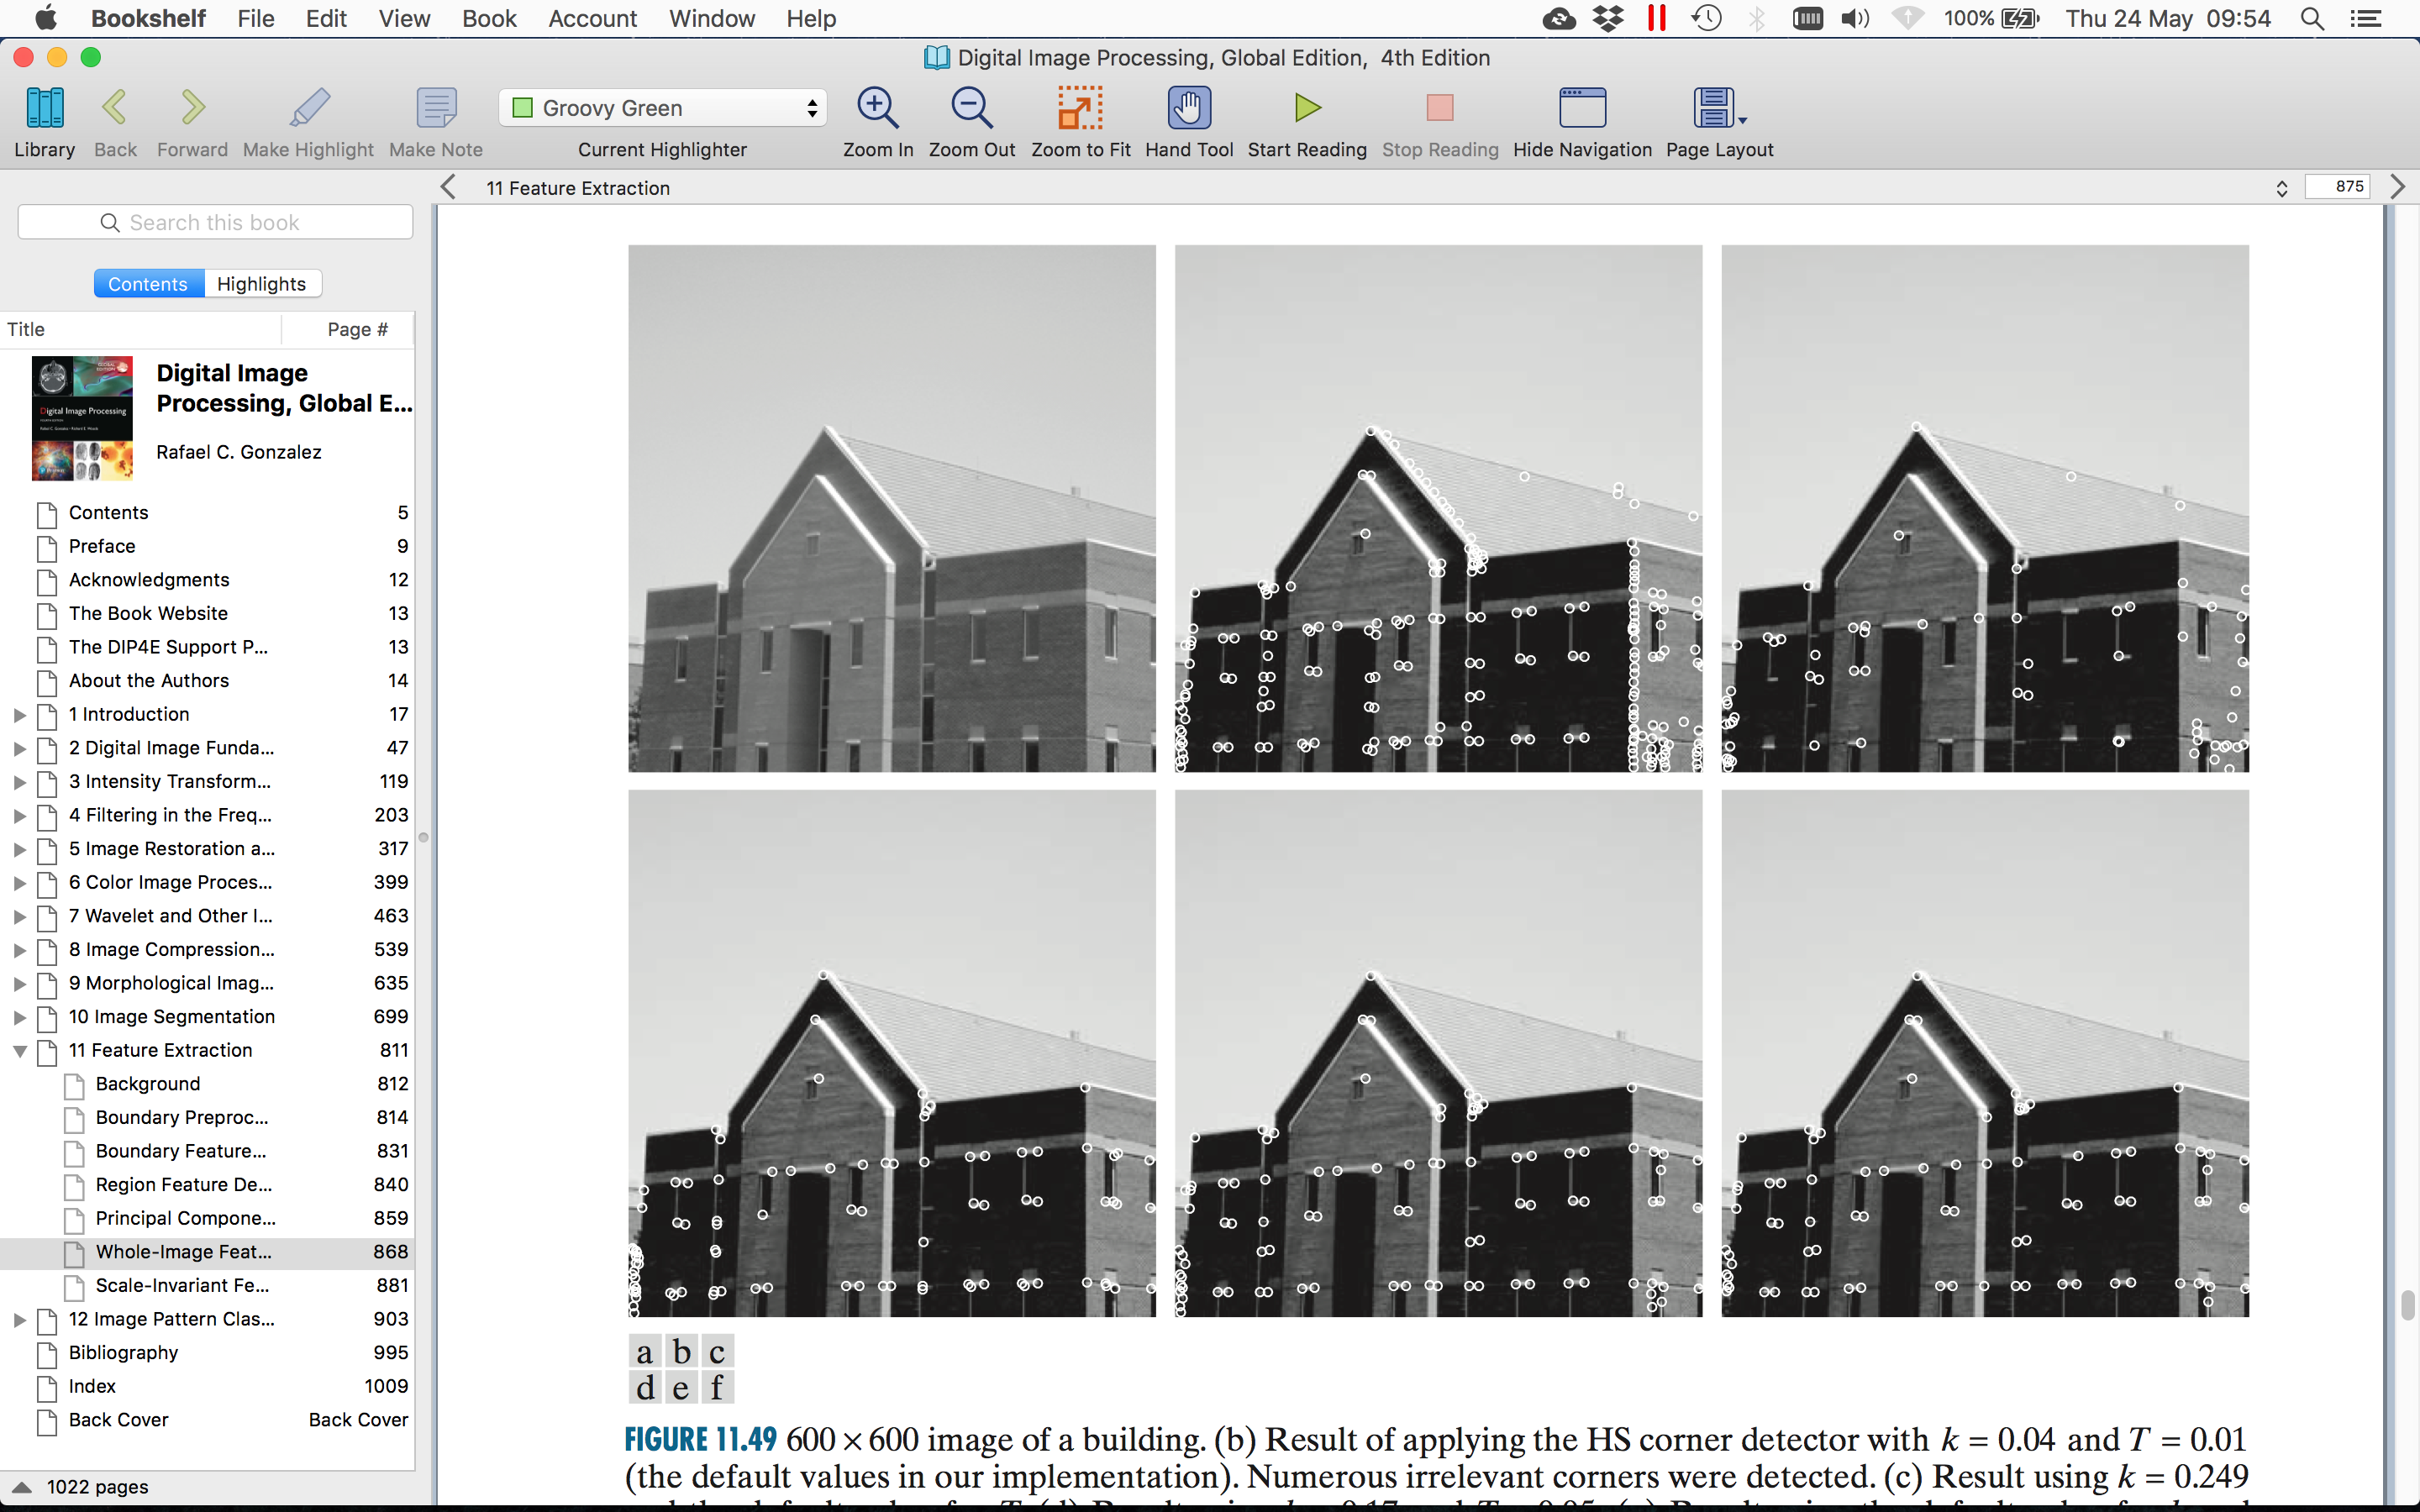 Bookshelf File Edit View Book Account Window Help 100% Thu 24 May 09:54
Digital Image Processing, Global Edition, 4th Edition
Groovy Green
Library Back Forward Make Highlight Make Note Current Highlighter Zoom In Zoom Out Zoom to Fit Hand Tool Start Reading Stop Reading Hide Navigation Page Layout
11 Feature Extraction 875
Search this book
Contents Highlights
Title Page #
Digital Image Processing
Digital Image
Processing, Global E...
Rafael C. Gonzalez
Contents 5
Preface 9
Acknowledgments 12
The Book Website 13
The DIP4E Support P... 13
About the Authors 14
1 Introduction 17
2 Digital Image Funda... 47
3 Intensity Transform... 119
4 Filtering in the Freq... 203
5 Image Restoration a... 317
6 Color Image Proces... 399
7 Wavelet and Other I... 463
8 Image Compression... 539
9 Morphological Imag... 635
10 Image Segmentation 699
11 Feature Extraction 811
Background 812
Boundary Preproc... 814
Boundary Feature... 831
Region Feature De... 840
Principal Compone... 859
Whole-Image Feat... 868
Scale-Invariant Fe... 881
12 Image Pattern Clas... 903
Bibliography 995
Index 1009
Back Cover Back Cover
1022 pages
a b c
d e f
FIGURE 11.49 600 × 600 image of a building. (b) Result of applying the HS corner detector with k = 0.04 and T = 0.01
(the default values in our implementation). Numerous irrelevant corners were detected. (c) Result using k = 0.249